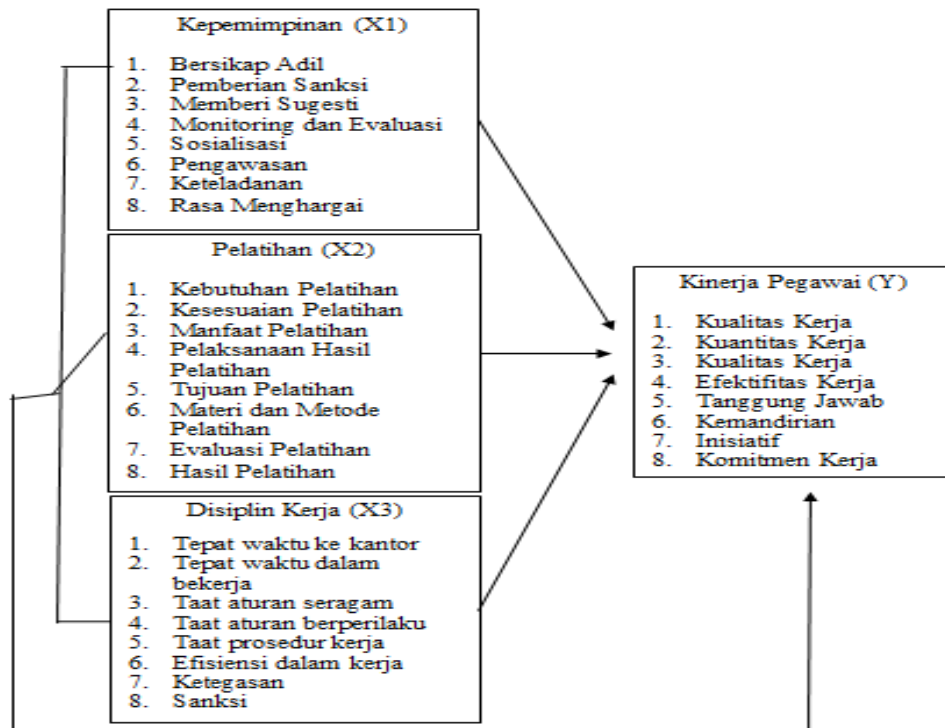 Kepemimpinan (X1)
1. Bersikap Adil
2. Pemberian Sanksi
3. Memberi Sugesti
4. Monitoring dan Evaluasi
5. Sosialisasi
6. Pengawasan
7. Keteladanan
8. Rasa Menghargai
Pelatihan (X2)
1. Kebutuhan Pelatihan
2. Kesesuaian Pelatihan
3. Manfaat Pelatihan
4. Pelaksanaan Hasil
Pelatihan
5. Tujuan Pelatihan
6. Materi dan Metode
Pelatihan
7. Evaluasi Pelatihan
8. Hasil Pelatihan
Disiplin Kerja (X3)
1. Tepat waktu ke kantor
2. Tepat waktu dalam
bekerja
3. Taat aturan seragam
4. Taat aturan berperilaku
5. Taat prosedur kerja
6. Efisiensi dalam kerja
7. Ketegasan
8. Sanksi
Kinerja Pegawai (Y)
1. Kualitas Kerja
2. Kuantitas Kerja
3. Kualitas Kerja
4. Efektifitas Kerja
5. Tanggung Jawab
6. Kemandirian
7. Inisiatif
8. Komitmen Kerja